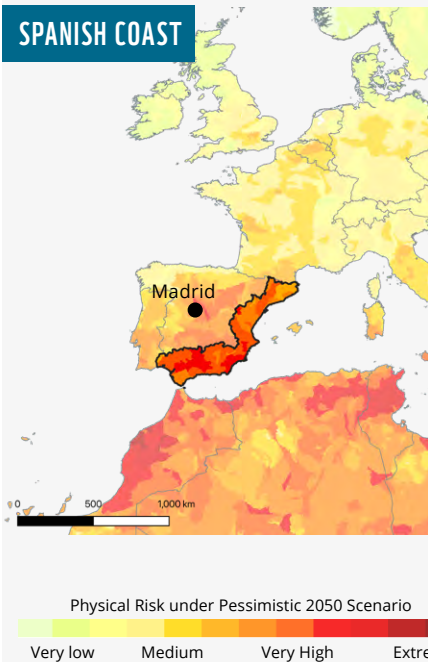 SPANISH COAST
Madrid
0 500 1,000 km
Physical Risk under Pessimistic 2050 Scenario
Very low Medium Very High Extre